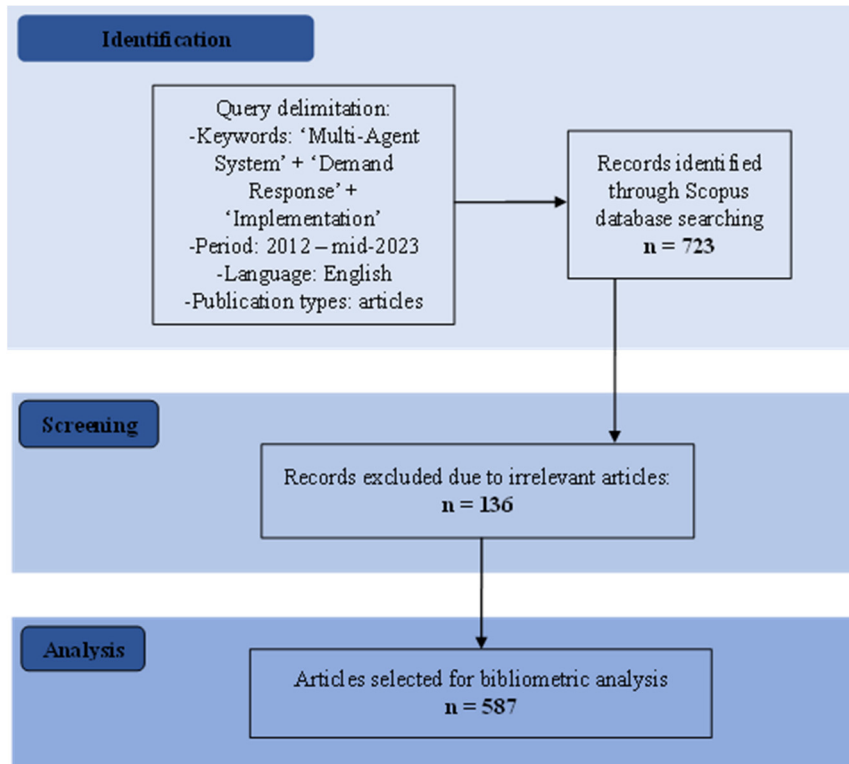 Identification
Query delimitation:
-Keywords: ‘Multi-Agent
System’ + ‘Demand
Response’ +
‘Implementation’
-Period: 2012 – mid-2023
-Language: English
-Publication types: articles
Records identified
through Scopus
database searching
n = 723
Screening
Records excluded due to irrelevant articles:
n = 136
Analysis
Articles selected for bibliometric analysis
n = 587